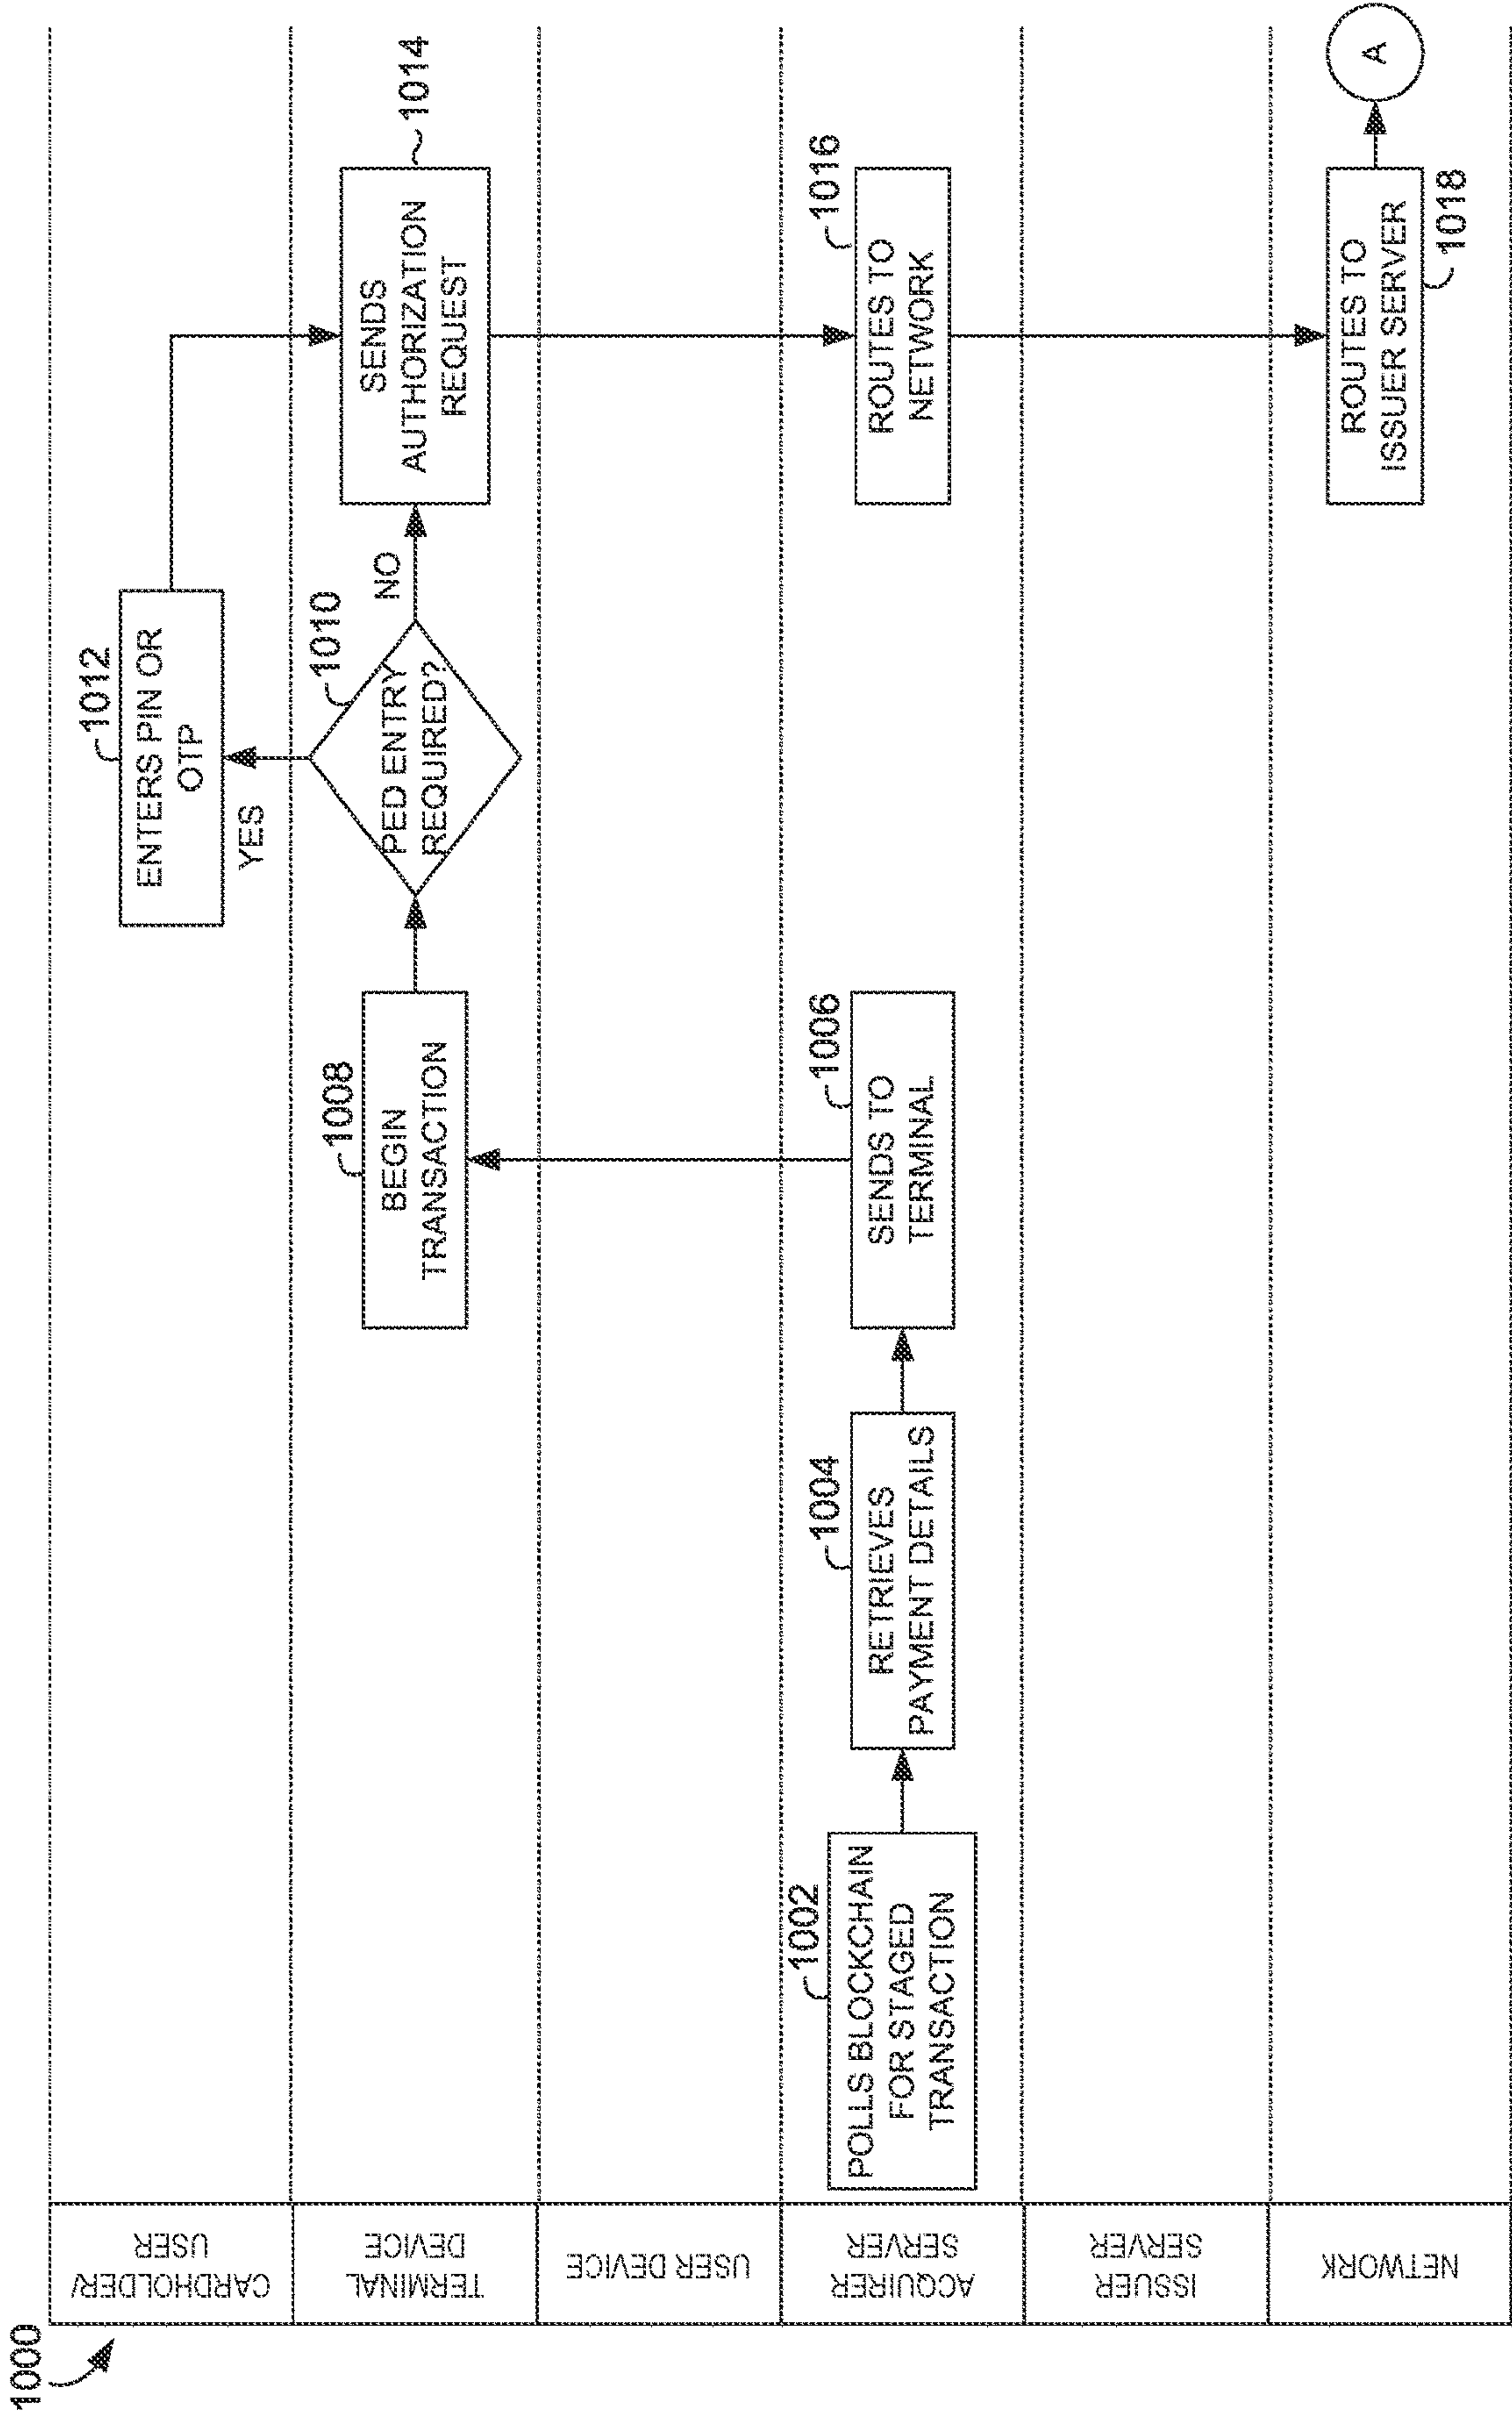 1000
CARDHOLDER/
USER
TERMINAL
DEVICE
USER DEVICE
ACQUIRER
SERVER
ISSUER
SERVER
NETWORK
1002
POLLS BLOCKCHAIN
FOR STAGED
TRANSACTION
1004
RETRIEVES
PAYMENT DETAILS
1006
SENDS TO
TERMINAL
1008
BEGIN
TRANSACTION
1010
PED ENTRY
REQUIRED?
YES
NO
1012
ENTERS PIN OR
OTP
1014
SENDS
AUTHORIZATION
REQUEST
1016
ROUTES TO
NETWORK
1018
ROUTES TO
ISSUER SERVER
A